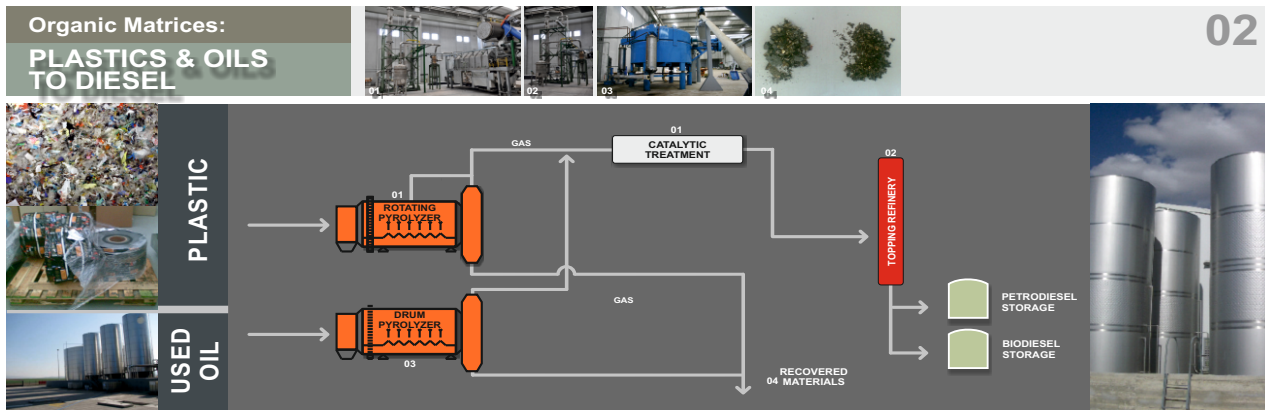 Organic Matrices:
PLASTICS & OILS
TO DIESEL
01
02
03
04
02
PLASTIC
USED
OIL
GAS
01
CATALYTIC
TREATMENT
02
TOPPING REFINERY
01
ROTATING
PYROLYZER
GAS
DRUM
PYROLYZER
03
PETRODIESEL
STORAGE
BIODIESEL
STORAGE
04 RECOVERED
MATERIALS